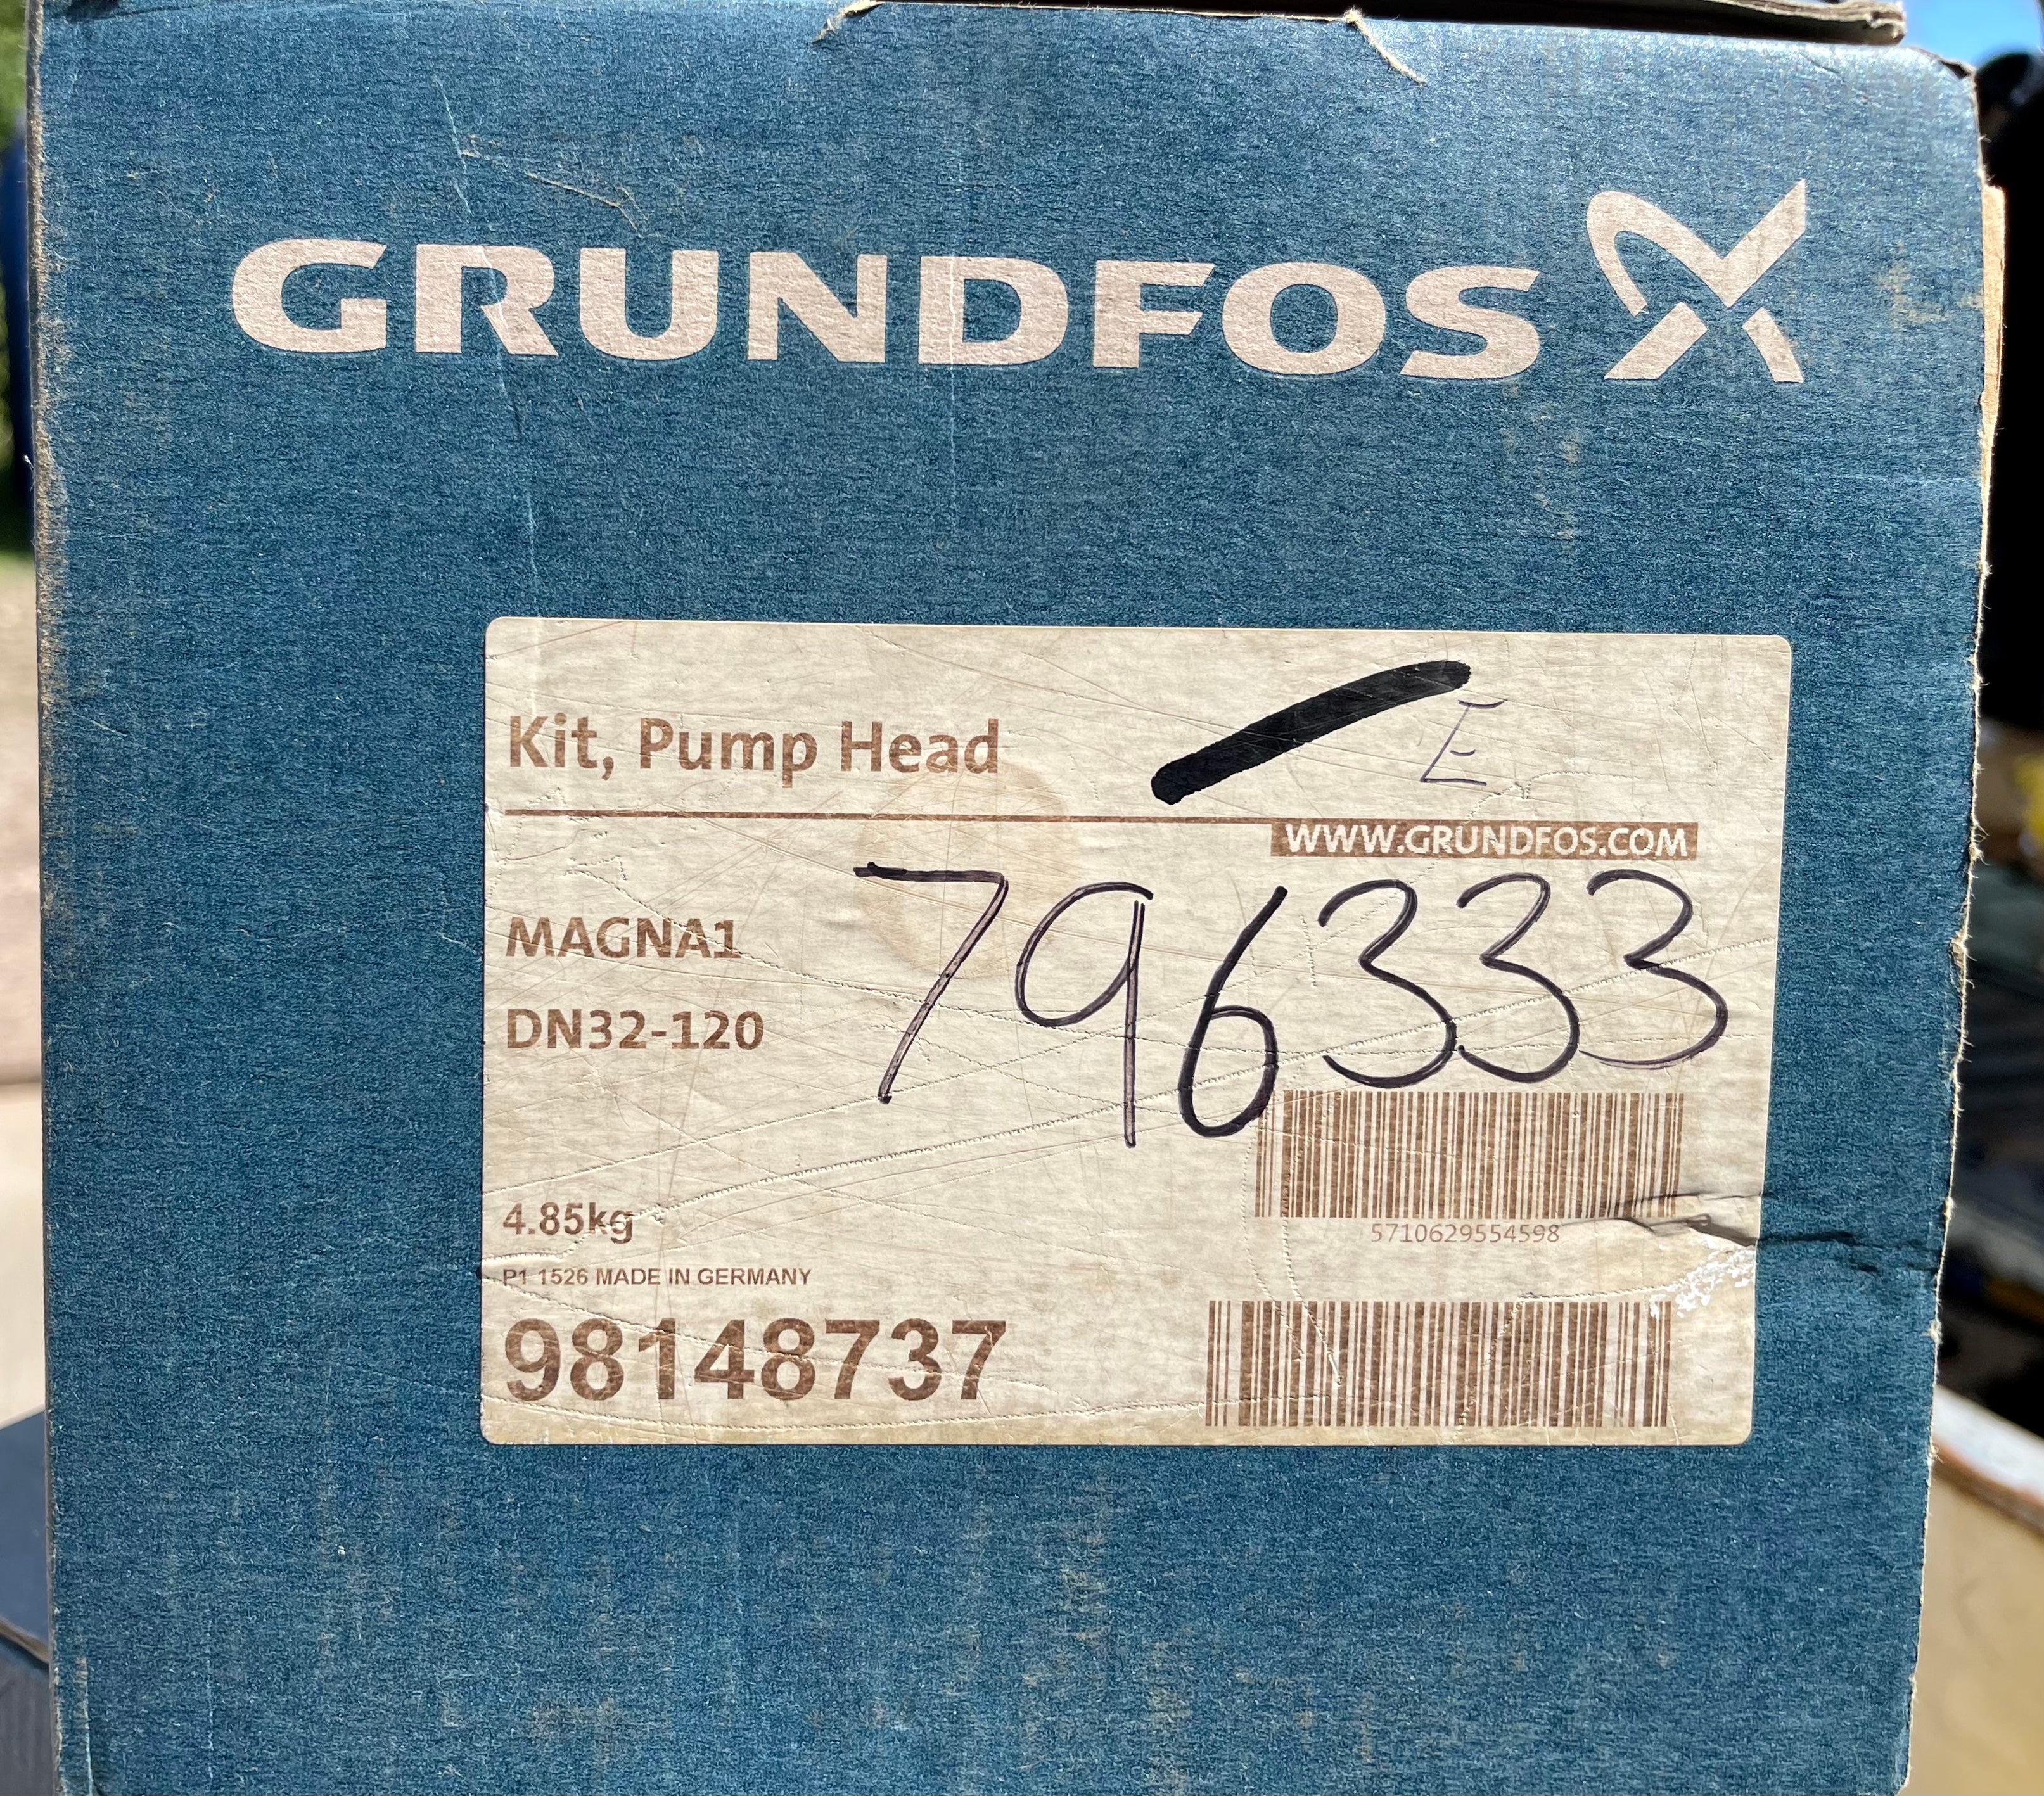 GRUNDFOS
Kit, Pump Head
E
WWW.GRUNDFOS.COM
796333
MAGNA1
DN32-120
4.85kg
5710629554598
P1 1526 MADE IN GERMANY
98148737